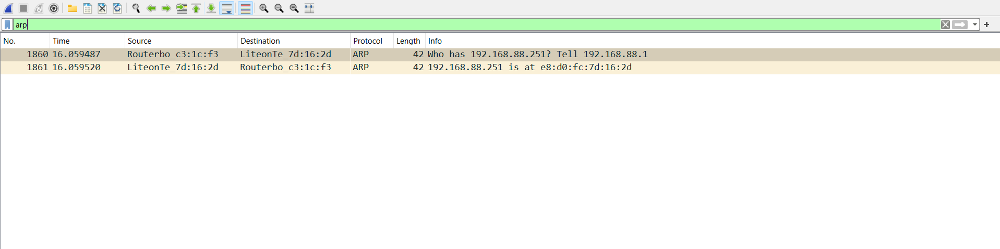 arp
No. Time Source Destination Protocol Length Info
1860 16.059487 Routerbo_c3:1c:f3 LiteonTe_7d:16:2d ARP 42 Who has 192.168.88.251? Tell 192.168.88.1
1861 16.059520 LiteonTe_7d:16:2d Routerbo_c3:1c:f3 ARP 42 192.168.88.251 is at e8:d0:fc:7d:16:2d